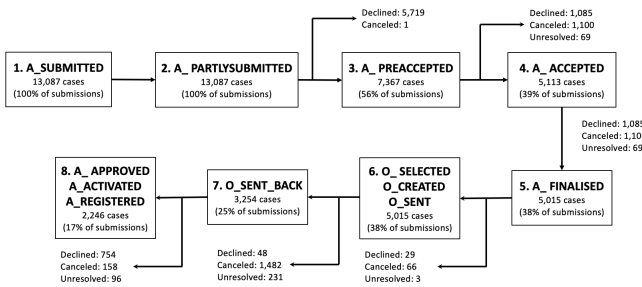 Declined: 5,719
Canceled: 1
Declined: 1,085
Canceled: 1,100
Unresolved: 69
1. A_SUBMITTED
13,087 cases
(100% of submissions)
2. A_ PARTLYSUBMITTED
13,087 cases
(100% of submissions)
3. A_ PREACCEPTED
7,367 cases
(56% of submissions)
4. A_ ACCEPTED
5,113 cases
(39% of submissions)
Declined: 1,085
Canceled: 1,10
Unresolved: 69
8. A_ APPROVED
A_ACTIVATED
A_REGISTERED
2,246 cases
(17% of submissions)
7. O_SENT_BACK
3,254 cases
(25% of submissions)
6. O_ SELECTED
O_CREATED
O_SENT
5,015 cases
(38% of submissions)
5. A_ FINALISED
5,015 cases
(38% of submissions)
Declined: 754
Canceled: 158
Unresolved: 96
Declined: 48
Canceled: 1,482
Unresolved: 231
Declined: 29
Canceled: 66
Unresolved: 3